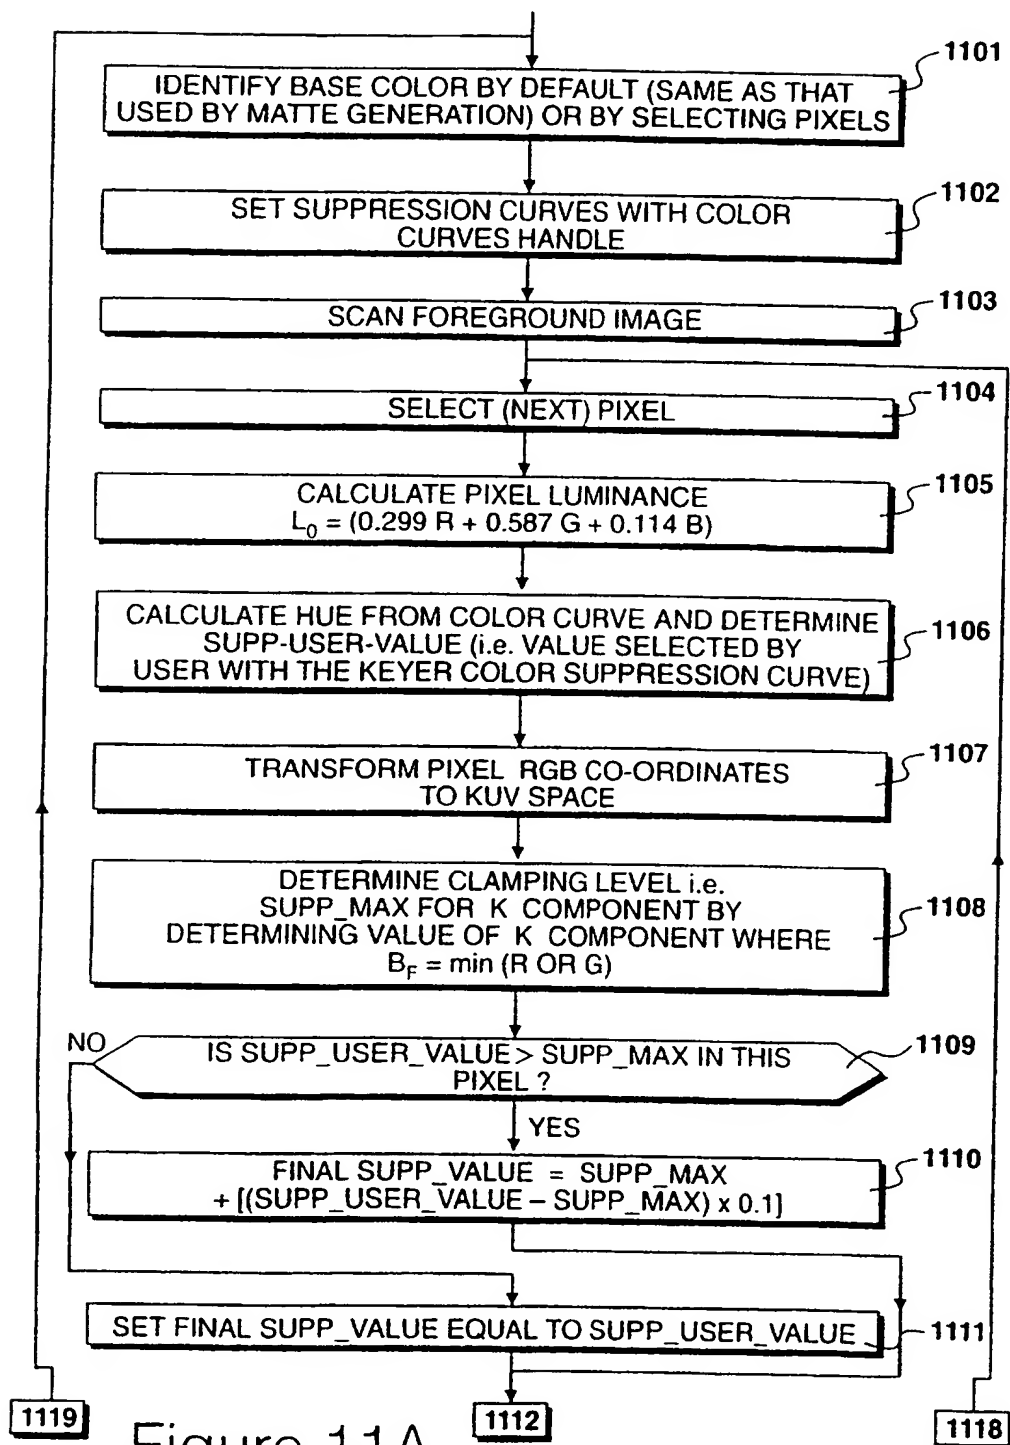 1101
IDENTIFY BASE COLOR BY DEFAULT (SAME AS THAT
USED BY MATTE GENERATION) OR BY SELECTING PIXELS
1102
SET SUPPRESSION CURVES WITH COLOR
CURVES HANDLE
1103
SCAN FOREGROUND IMAGE
1104
SELECT (NEXT) PIXEL
1105
CALCULATE PIXEL LUMINANCE
L₀ = (0.299 R + 0.587 G + 0.114 B)
1106
CALCULATE HUE FROM COLOR CURVE AND DETERMINE
SUPP-USER-VALUE (i.e. VALUE SELECTED BY
USER WITH THE KEYER COLOR SUPPRESSION CURVE)
1107
TRANSFORM PIXEL RGB CO-ORDINATES
TO KUV SPACE
1108
DETERMINE CLAMPING LEVEL i.e.
SUPP_MAX FOR K COMPONENT BY
DETERMINING VALUE OF K COMPONENT WHERE
B_F = min (R OR G)
NO
1109
IS SUPP_USER_VALUE > SUPP_MAX IN THIS
PIXEL ?
YES
1110
FINAL SUPP_VALUE = SUPP_MAX
+ [(SUPP_USER_VALUE – SUPP_MAX) x 0.1]
SET FINAL SUPP_VALUE EQUAL TO SUPP_USER_VALUE
1111
1119
1112
1118
Figure 11A